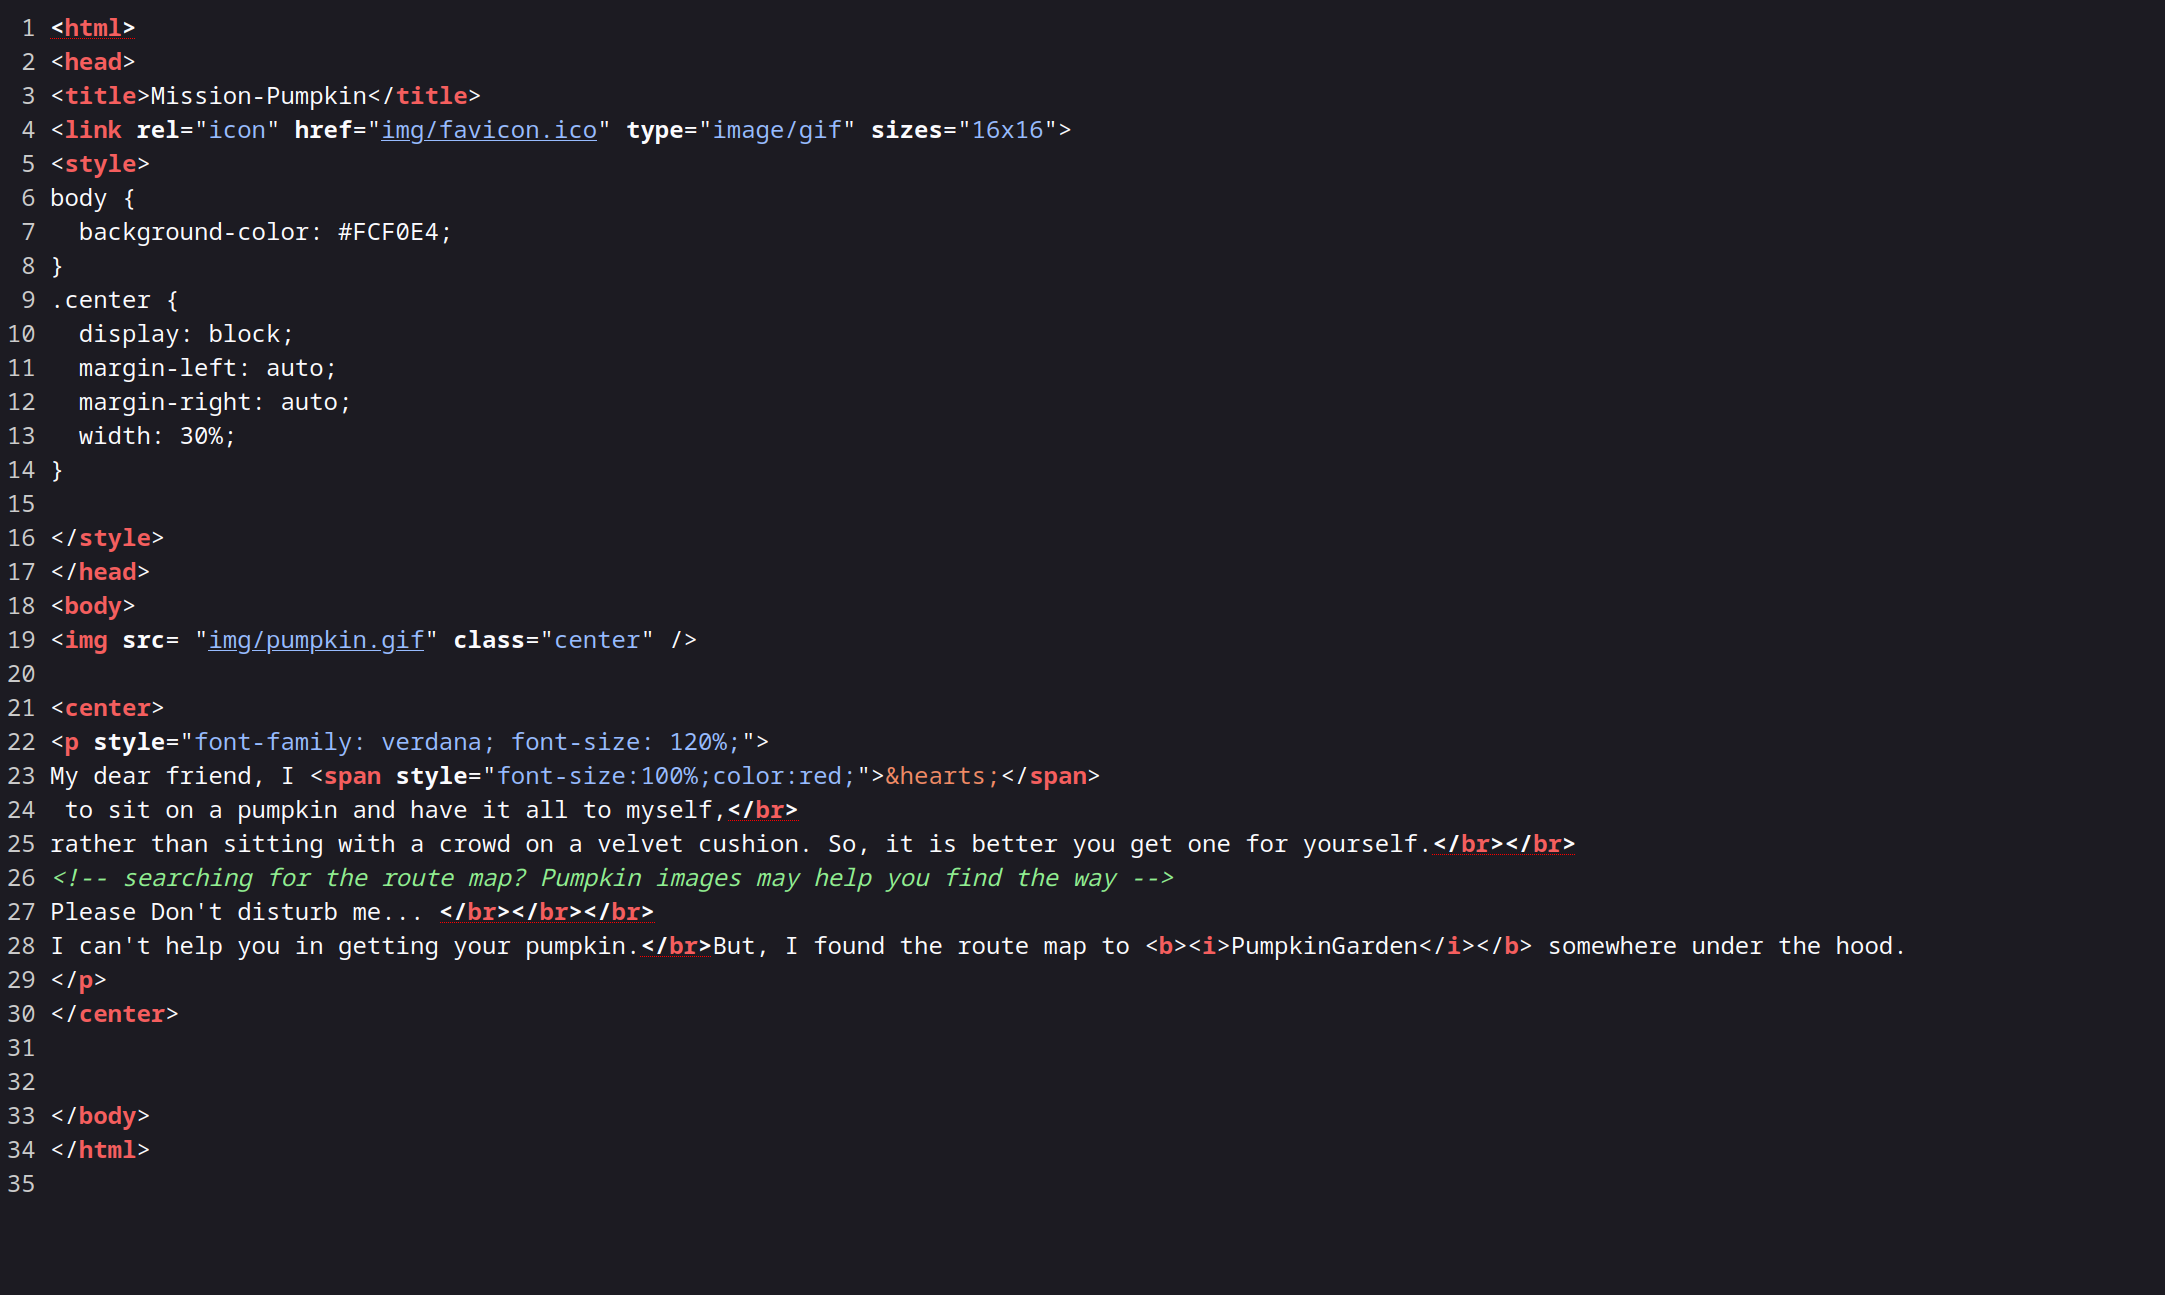 1 <html>
2 <head>
3 <title>Mission-Pumpkin</title>
4 <link rel="icon" href="img/favicon.ico" type="image/gif" sizes="16x16">
5 <style>
6 body {
7   background-color: #FCF0E4;
8 }
9 .center {
10   display: block;
11   margin-left: auto;
12   margin-right: auto;
13   width: 30%;
14 }
15
16 </style>
17 </head>
18 <body>
19 <img src= "img/pumpkin.gif" class="center" />
20
21 <center>
22 <p style="font-family: verdana; font-size: 120%;">
23 My dear friend, I <span style="font-size:100%;color:red;">&hearts;</span>
24  to sit on a pumpkin and have it all to myself,</br>
25 rather than sitting with a crowd on a velvet cushion. So, it is better you get one for yourself.</br></br>
26 <!-- searching for the route map? Pumpkin images may help you find the way -->
27 Please Don't disturb me... </br></br></br>
28 I can't help you in getting your pumpkin.</br>But, I found the route map to <b><i>PumpkinGarden</i></b> somewhere under the hood.
29 </p>
30 </center>
31
32
33 </body>
34 </html>
35